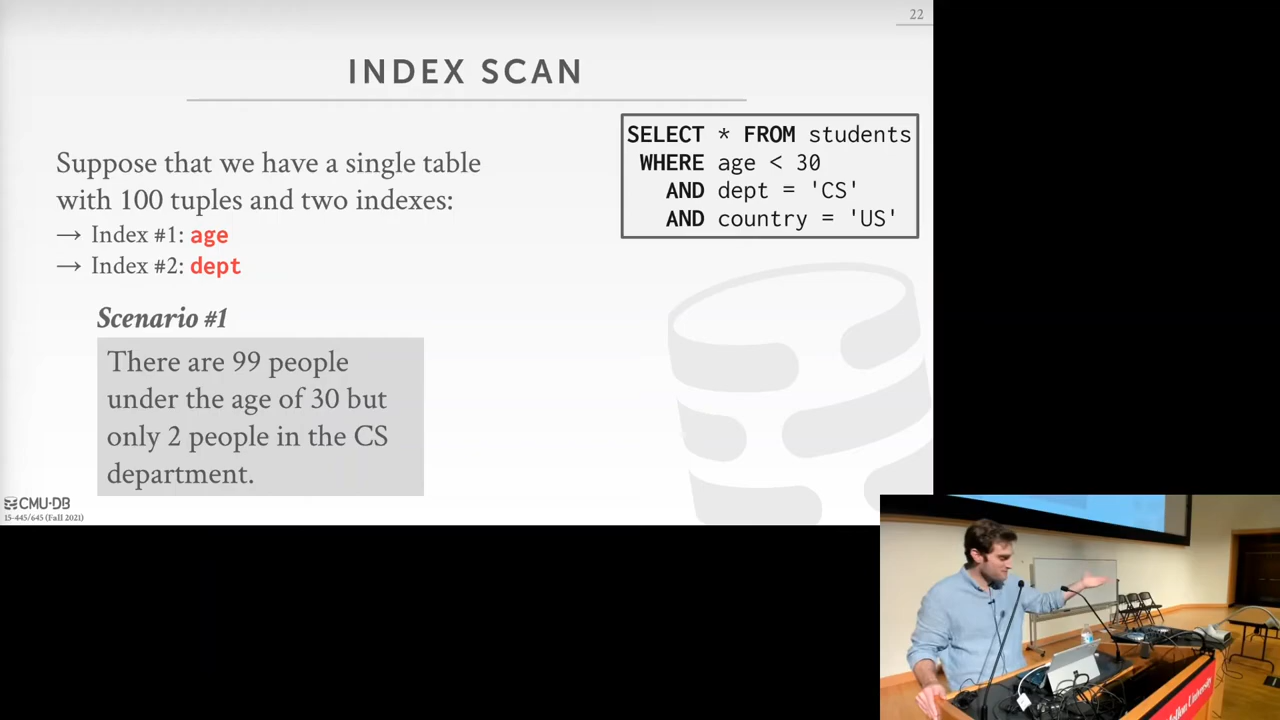 22
INDEX SCAN
Suppose that we have a single table
with 100 tuples and two indexes:
→ Index #1: age
→ Index #2: dept
SELECT * FROM students
WHERE age < 30
AND dept = 'CS'
AND country = 'US'
Scenario #1
There are 99 people
under the age of 30 but
only 2 people in the CS
department.
CMU·DB
15-445/645 (Fall 2021)
Mellon University